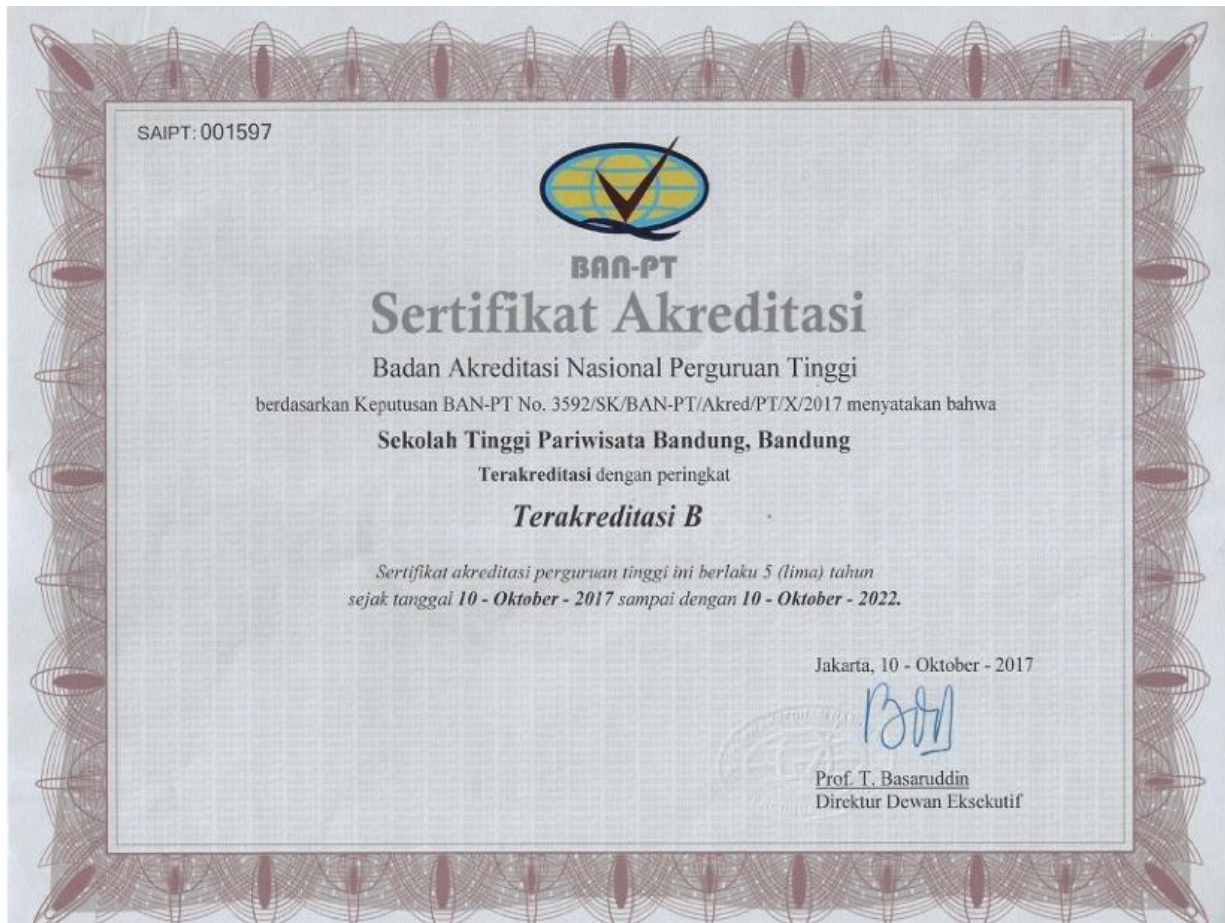 SAIPT: 001597
BAN-PT
Sertifikat Akreditasi
Badan Akreditasi Nasional Perguruan Tinggi
berdasarkan Keputusan BAN-PT No. 3592/SK/BAN-PT/Akred/PT/X/2017 menyatakan bahwa
Sekolah Tinggi Pariwisata Bandung, Bandung
Terakreditasi dengan peringkat
Terakreditasi B
Sertifikat akreditasi perguruan tinggi ini berlaku 5 (lima) tahun
sejak tanggal 10 - Oktober - 2017 sampai dengan 10 - Oktober - 2022.
Jakarta, 10 - Oktober - 2017
Prof. T. Basaruddin
Direktur Dewan Eksekutif